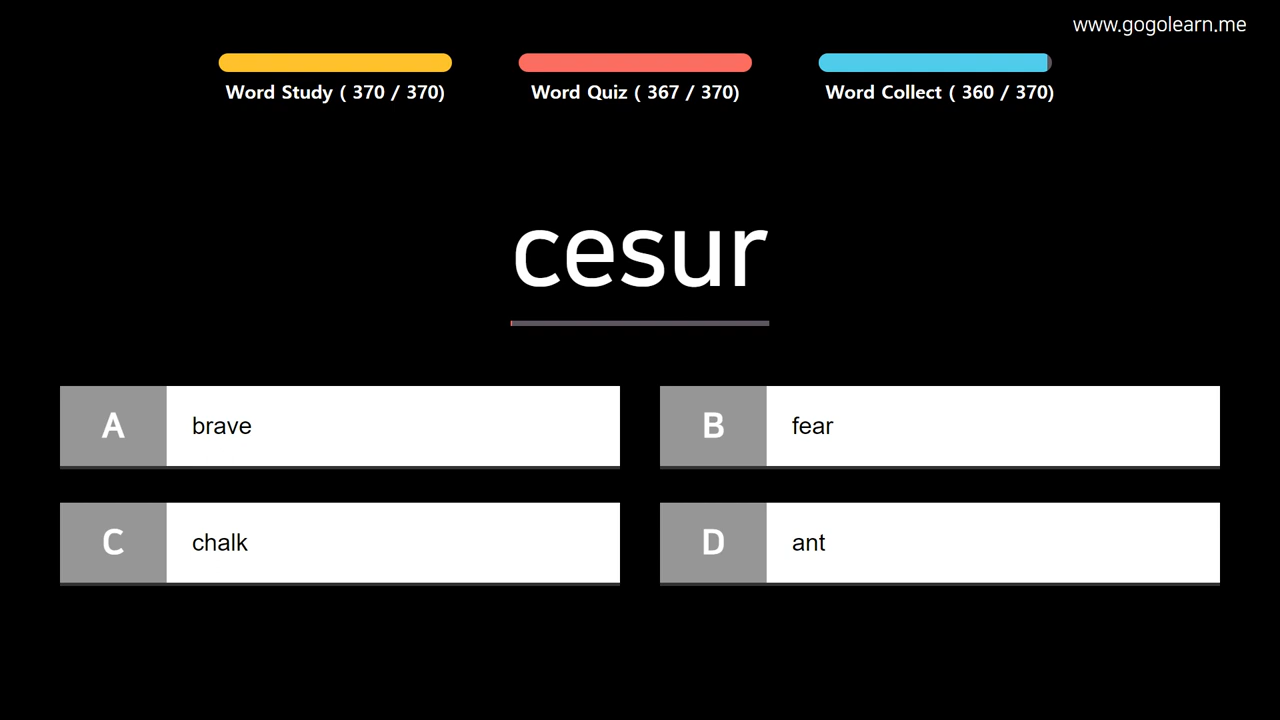 www.gogolearn.me
Word Study ( 370 / 370)
Word Quiz ( 367 / 370)
Word Collect ( 360 / 370)
cesur
A brave
B fear
C chalk
D ant